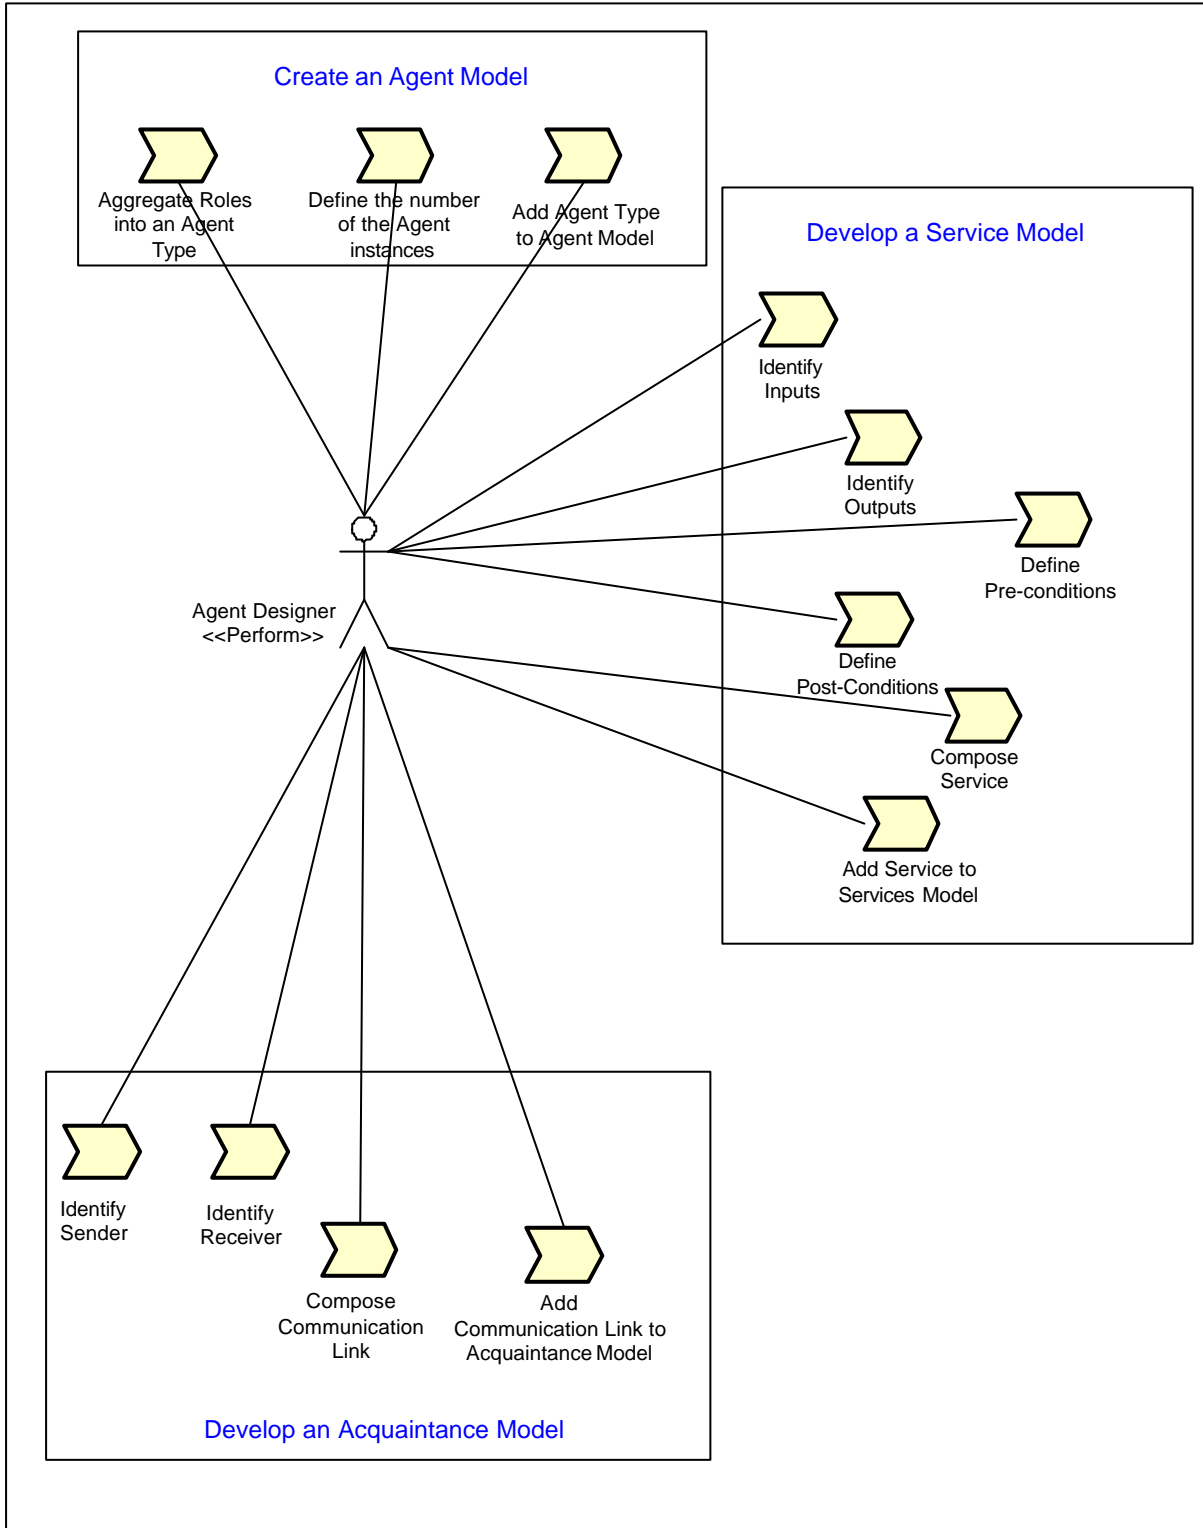 Create an Agent Model
Aggregate Roles
into an Agent
Type
Define the number
of the Agent
instances
Add Agent Type
to Agent Model
Develop a Service Model
Identify
Inputs
Identify
Outputs
Define
Pre-conditions
Define
Post-Conditions
Compose
Service
Add Service to
Services Model
Agent Designer
<<Perform>>
Identify
Sender
Identify
Receiver
Compose
Communication
Link
Add
Communication Link to
Acquaintance Model
Develop an Acquaintance Model